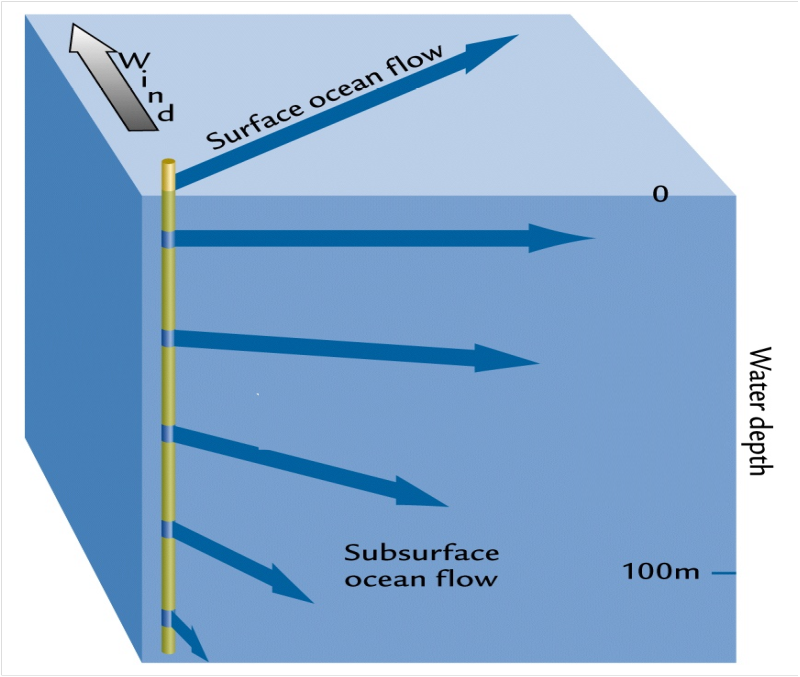 Wind
Surface ocean flow
0
Water depth
Subsurface
ocean flow
100m